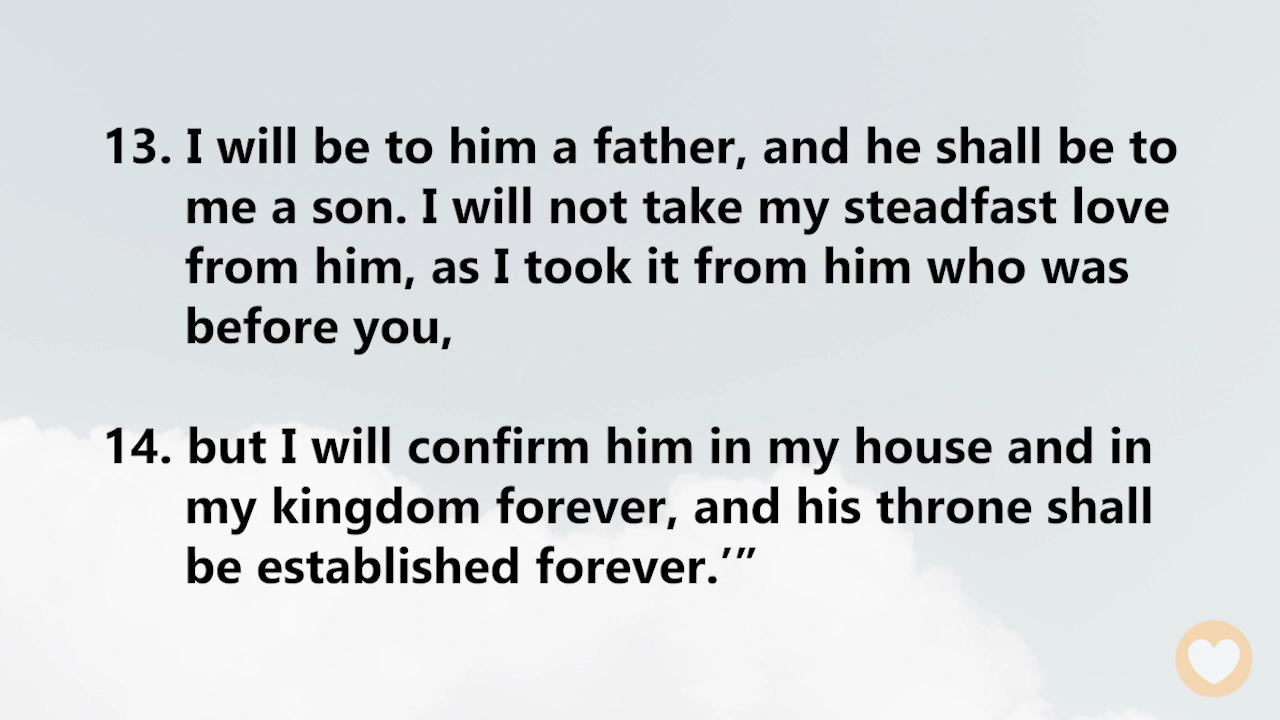 13. I will be to him a father, and he shall be to
me a son. I will not take my steadfast love
from him, as I took it from him who was
before you,
14. but I will confirm him in my house and in
my kingdom forever, and his throne shall
be established forever.’”